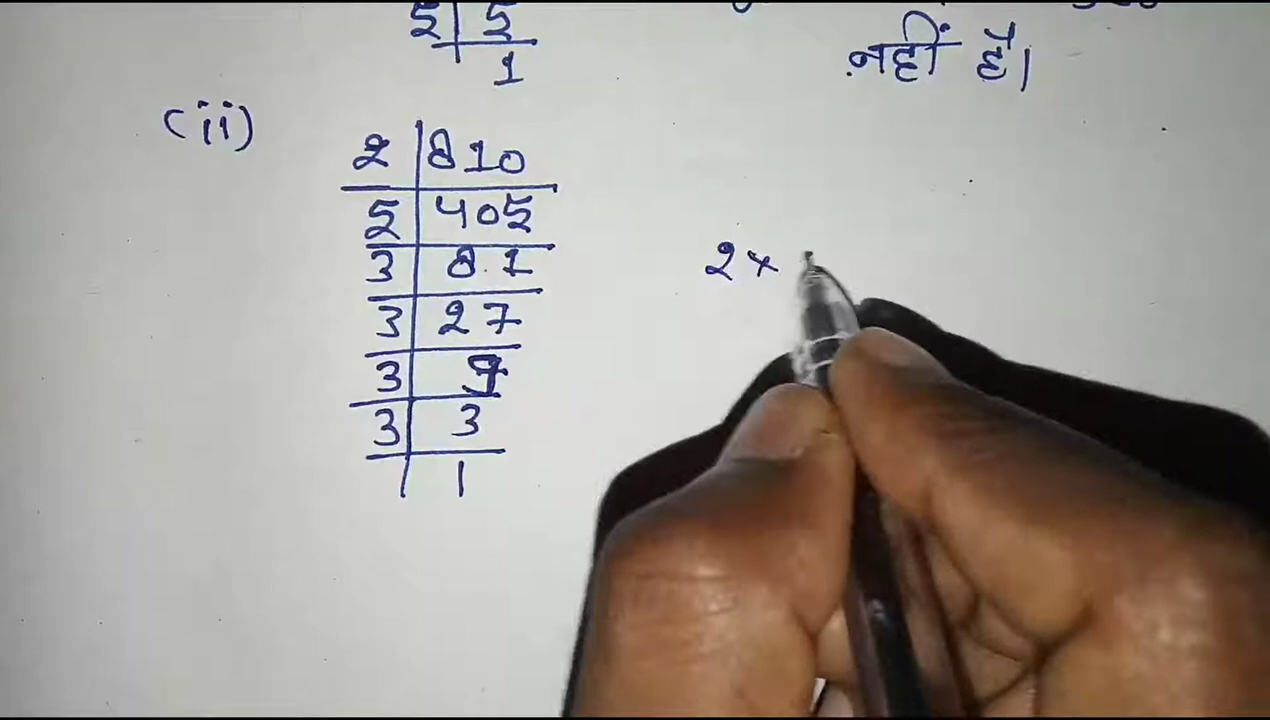 5 | 5
1
नहीं है।
(ii)
2 | 810
5 | 405
3 | 81
3 | 27
3 | 9
3 | 3
1
2 ×